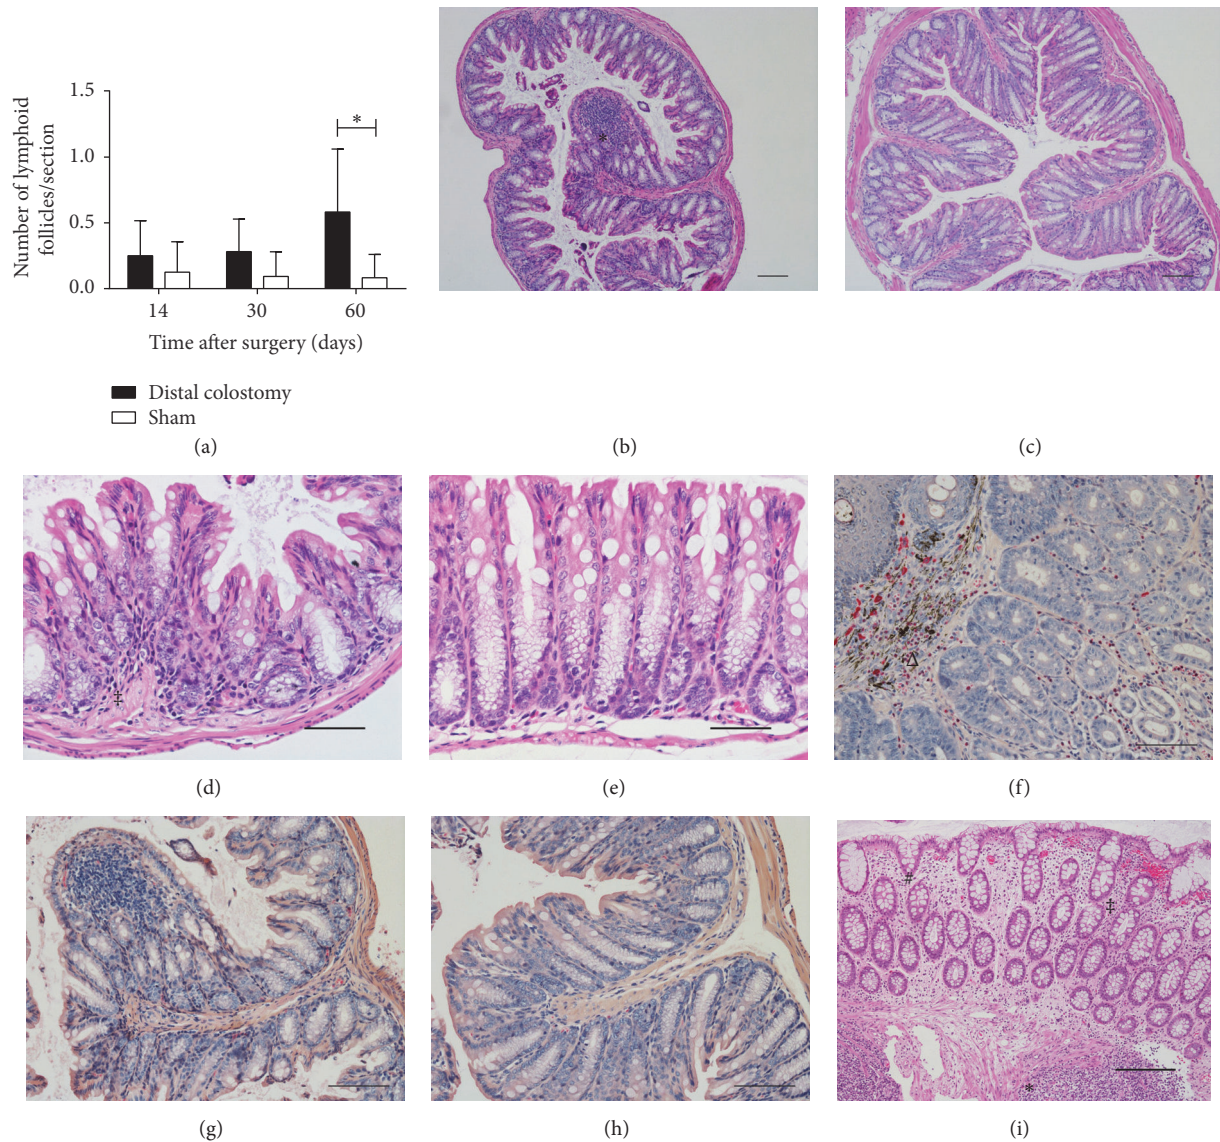 1.5
1.0
0.5
0.0
Number of lymphoid
follicles/section
*
14
30
60
Time after surgery (days)
Distal colostomy
Sham
(a)
*
(b)
(c)
‡
(d)
(e)
Δ
(f)
(g)
(h)
#
‡
*
(i)